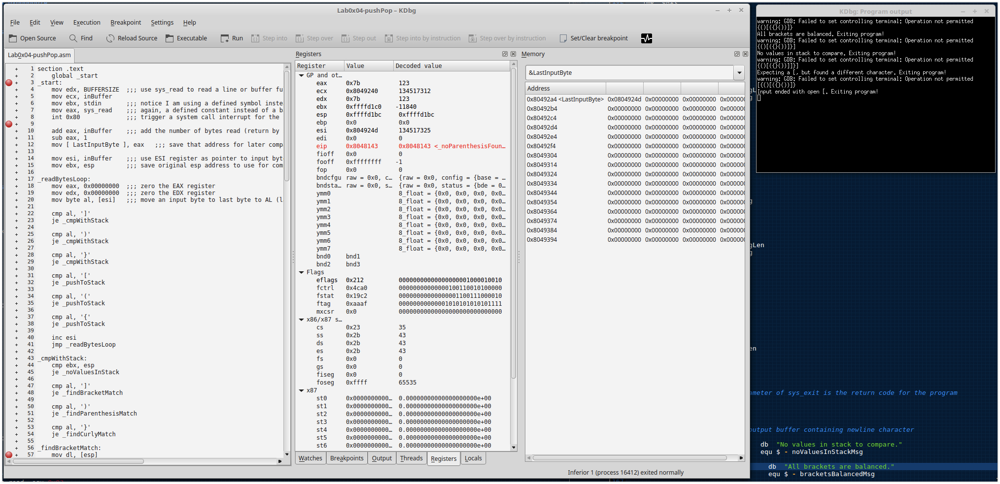 Lab0x04-pushPop – KDbg
File Edit View Execution Breakpoint Settings Help
Open Source Find Reload Source Executable Run Step into Step over Step out Step into by instruction Step over by instruction Set/Clear breakpoint
Lab0x04-pushPop.asm
+ 1 section .text
+ 2 global _start
+ 3 _start:
+ 4 mov edx, BUFFERSIZE ;;; use sys_read to read a line or buffer fu
+ 5 mov ecx, inBuffer
+ 6 mov ebx, stdin ;;; notice I am using a defined symbol inste
+ 7 mov eax, sys_read ;;; again, a defined constant instead of a b
+ 8 int 0x80 ;;; trigger a system call interrupt for the
+ 9
+ 10 add eax, inBuffer ;;; add the number of bytes read (return by
+ 11 sub eax, 1
+ 12 mov [ LastInputByte ], eax ;;; save that address for later comp
+ 13
+ 14 mov esi, inBuffer ;;; use ESI register as pointer to input byt
+ 15 mov ebx, esp ;;; save original esp address to use for com
+ 16
+ 17 _readBytesLoop:
+ 18 mov eax, 0x00000000 ;;; zero the EAX register
+ 19 mov edx, 0x00000000 ;;; zero the EDX register
+ 20 mov byte al, [esi] ;;; move an input byte to last byte to AL (l
+ 21
+ 22 cmp al, ']'
+ 23 je _cmpWithStack
+ 24
+ 25 cmp al, ')'
+ 26 je _cmpWithStack
+ 27
+ 28 cmp al, '}'
+ 29 je _cmpWithStack
+ 30
+ 31 cmp al, '['
+ 32 je _pushToStack
+ 33
+ 34 cmp al, '('
+ 35 je _pushToStack
+ 36
+ 37 cmp al, '{'
+ 38 je _pushToStack
+ 39
+ 40 inc esi
+ 41 jmp _readBytesLoop
+ 42
+ 43 _cmpWithStack:
+ 44 cmp ebx, esp
+ 45 je _noValuesInStack
+ 46
+ 47 cmp al, ']'
+ 48 je _findBracketMatch
+ 49
+ 50 cmp al, ')'
+ 51 je _findParenthesisMatch
+ 52
+ 53 cmp al, '}'
+ 54 je _findCurlyMatch
+ 55
+ 56 _findBracketMatch:
+ 57 mov dl, [esp]
Registers
Register Value Decoded value
GP and ot...
eax 0x7b 123
ecx 0x8049240 134517312
edx 0x7b 123
ebx 0xffffd1c0 -11840
esp 0xffffd1bc 0xffffd1bc
ebp 0x0 0x0
esi 0x804924d 134517325
edi 0x0 0
eip 0x8048143 0x8048143 <_noParenthesisFoun...
fioff 0x0 0
fooff 0xffffffff -1
fop 0x0 0
bndcfgu raw = 0x0, c... {raw = 0x0, config = {base = ...
bndsta... raw = 0x0, s... {raw = 0x0, status = {bde = 0...
ymm0 8_float = {0x0, 0x0, 0x0, 0x0...
ymm1 8_float = {0x0, 0x0, 0x0, 0x0...
ymm2 8_float = {0x0, 0x0, 0x0, 0x0...
ymm3 8_float = {0x0, 0x0, 0x0, 0x0...
ymm4 8_float = {0x0, 0x0, 0x0, 0x0...
ymm5 8_float = {0x0, 0x0, 0x0, 0x0...
ymm6 8_float = {0x0, 0x0, 0x0, 0x0...
ymm7 8_float = {0x0, 0x0, 0x0, 0x0...
bnd0 bnd1
bnd2 bnd3
Flags
eflags 0x212 00000000000000000001000010010
fctrl 0x4ca0 00000000000000100110010100000
fstat 0x19c2 00000000000000001100111000010
ftag 0xaaaf 00000000000001010101010101111
mxcsr 0x0 00000000000000000000000000000
x86/x87 s...
cs 0x23 35
ss 0x2b 43
ds 0x2b 43
es 0x2b 43
fs 0x0 0
gs 0x0 0
fiseg 0x0 0
foseg 0xffff 65535
x87
st0 0x0000000000... 0.00000000000000000000e+00
st1 0x0000000000... 0.00000000000000000000e+00
st2 0x0000000000... 0.00000000000000000000e+00
st3 0x0000000000... 0.00000000000000000000e+00
st4 0x0000000000... 0.00000000000000000000e+00
st5 0x0000000000... 0.00000000000000000000e+00
st6 0x0000000000... 0.00000000000000000000e+00
Watches Breakpoints Output Threads Registers Locals
Memory
&LastInputByte
Address
0x80492a4 <LastInputByte> 0x0804924d 0x00000000 0x00000000 0x00000
0x80492b4 0x00000000 0x00000000 0x00000000 0x00000
0x80492c4 0x00000000 0x00000000 0x00000000 0x00000
0x80492d4 0x00000000 0x00000000 0x00000000 0x00000
0x80492e4 0x00000000 0x00000000 0x00000000 0x00000
0x80492f4 0x00000000 0x00000000 0x00000000 0x00000
0x8049304 0x00000000 0x00000000 0x00000000 0x00000
0x8049314 0x00000000 0x00000000 0x00000000 0x00000
0x8049324 0x00000000 0x00000000 0x00000000 0x00000
0x8049334 0x00000000 0x00000000 0x00000000 0x00000
0x8049344 0x00000000 0x00000000 0x00000000 0x00000
0x8049354 0x00000000 0x00000000 0x00000000 0x00000
0x8049364 0x00000000 0x00000000 0x00000000 0x00000
0x8049374 0x00000000 0x00000000 0x00000000 0x00000
0x8049384 0x00000000 0x00000000 0x00000000 0x00000
0x8049394 0x00000000 0x00000000 0x00000000 0x00000
Inferior 1 (process 16412) exited normally
KDbg: Program output
warning: GDB: Failed to set controlling terminal: Operation not permitted
{()[({}())]}
All brackets are balanced. Exiting program!
warning: GDB: Failed to set controlling terminal: Operation not permitted
{()[({}())]}]
No values in stack to compare. Exiting program!
warning: GDB: Failed to set controlling terminal: Operation not permitted
{()[({}())]]}]
Expecting a [, but found a different character. Exiting program!
warning: GDB: Failed to set controlling terminal: Operation not permitted
[{()[({}())]}
Input ended with open [. Exiting program!
gLen
en
ameter of sys_exit is the return code for the program
output buffer containing newline character
db "No values in stack to compare."
equ $ - noValuesInStackMsg
db "All brackets are balanced."
equ $ - bracketsBalancedMsg